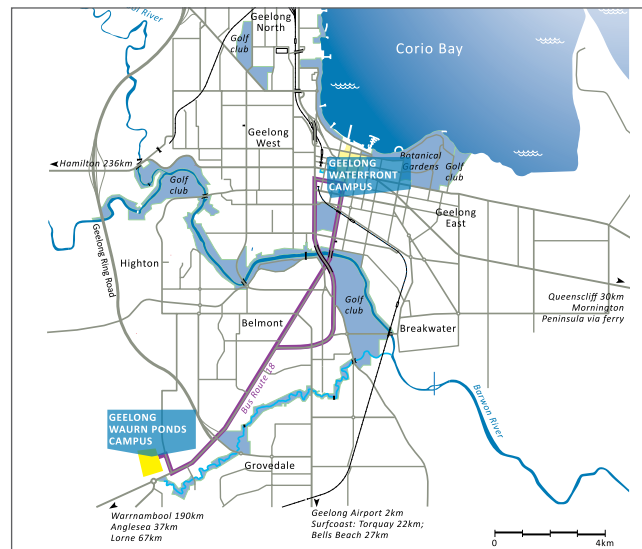 Geelong
North
Golf
club
Corio Bay
Geelong
West
Hamilton 236km
Botanical
Gardens
Golf
club
GEELONG
WATERFRONT
CAMPUS
Golf
club
Geelong
East
Geelong Ring Road
Highton
Queenscliff 30km
Mornington
Peninsula via ferry
Golf
club
Belmont
Breakwater
Bus Route 18
Barwon River
GEELONG
WAURN PONDS
CAMPUS
Grovedale
Warrnambool 190km
Anglesea 37km
Lorne 67km
Geelong Airport 2km
Surfcoast: Torquay 22km;
Bells Beach 27km
0
4km